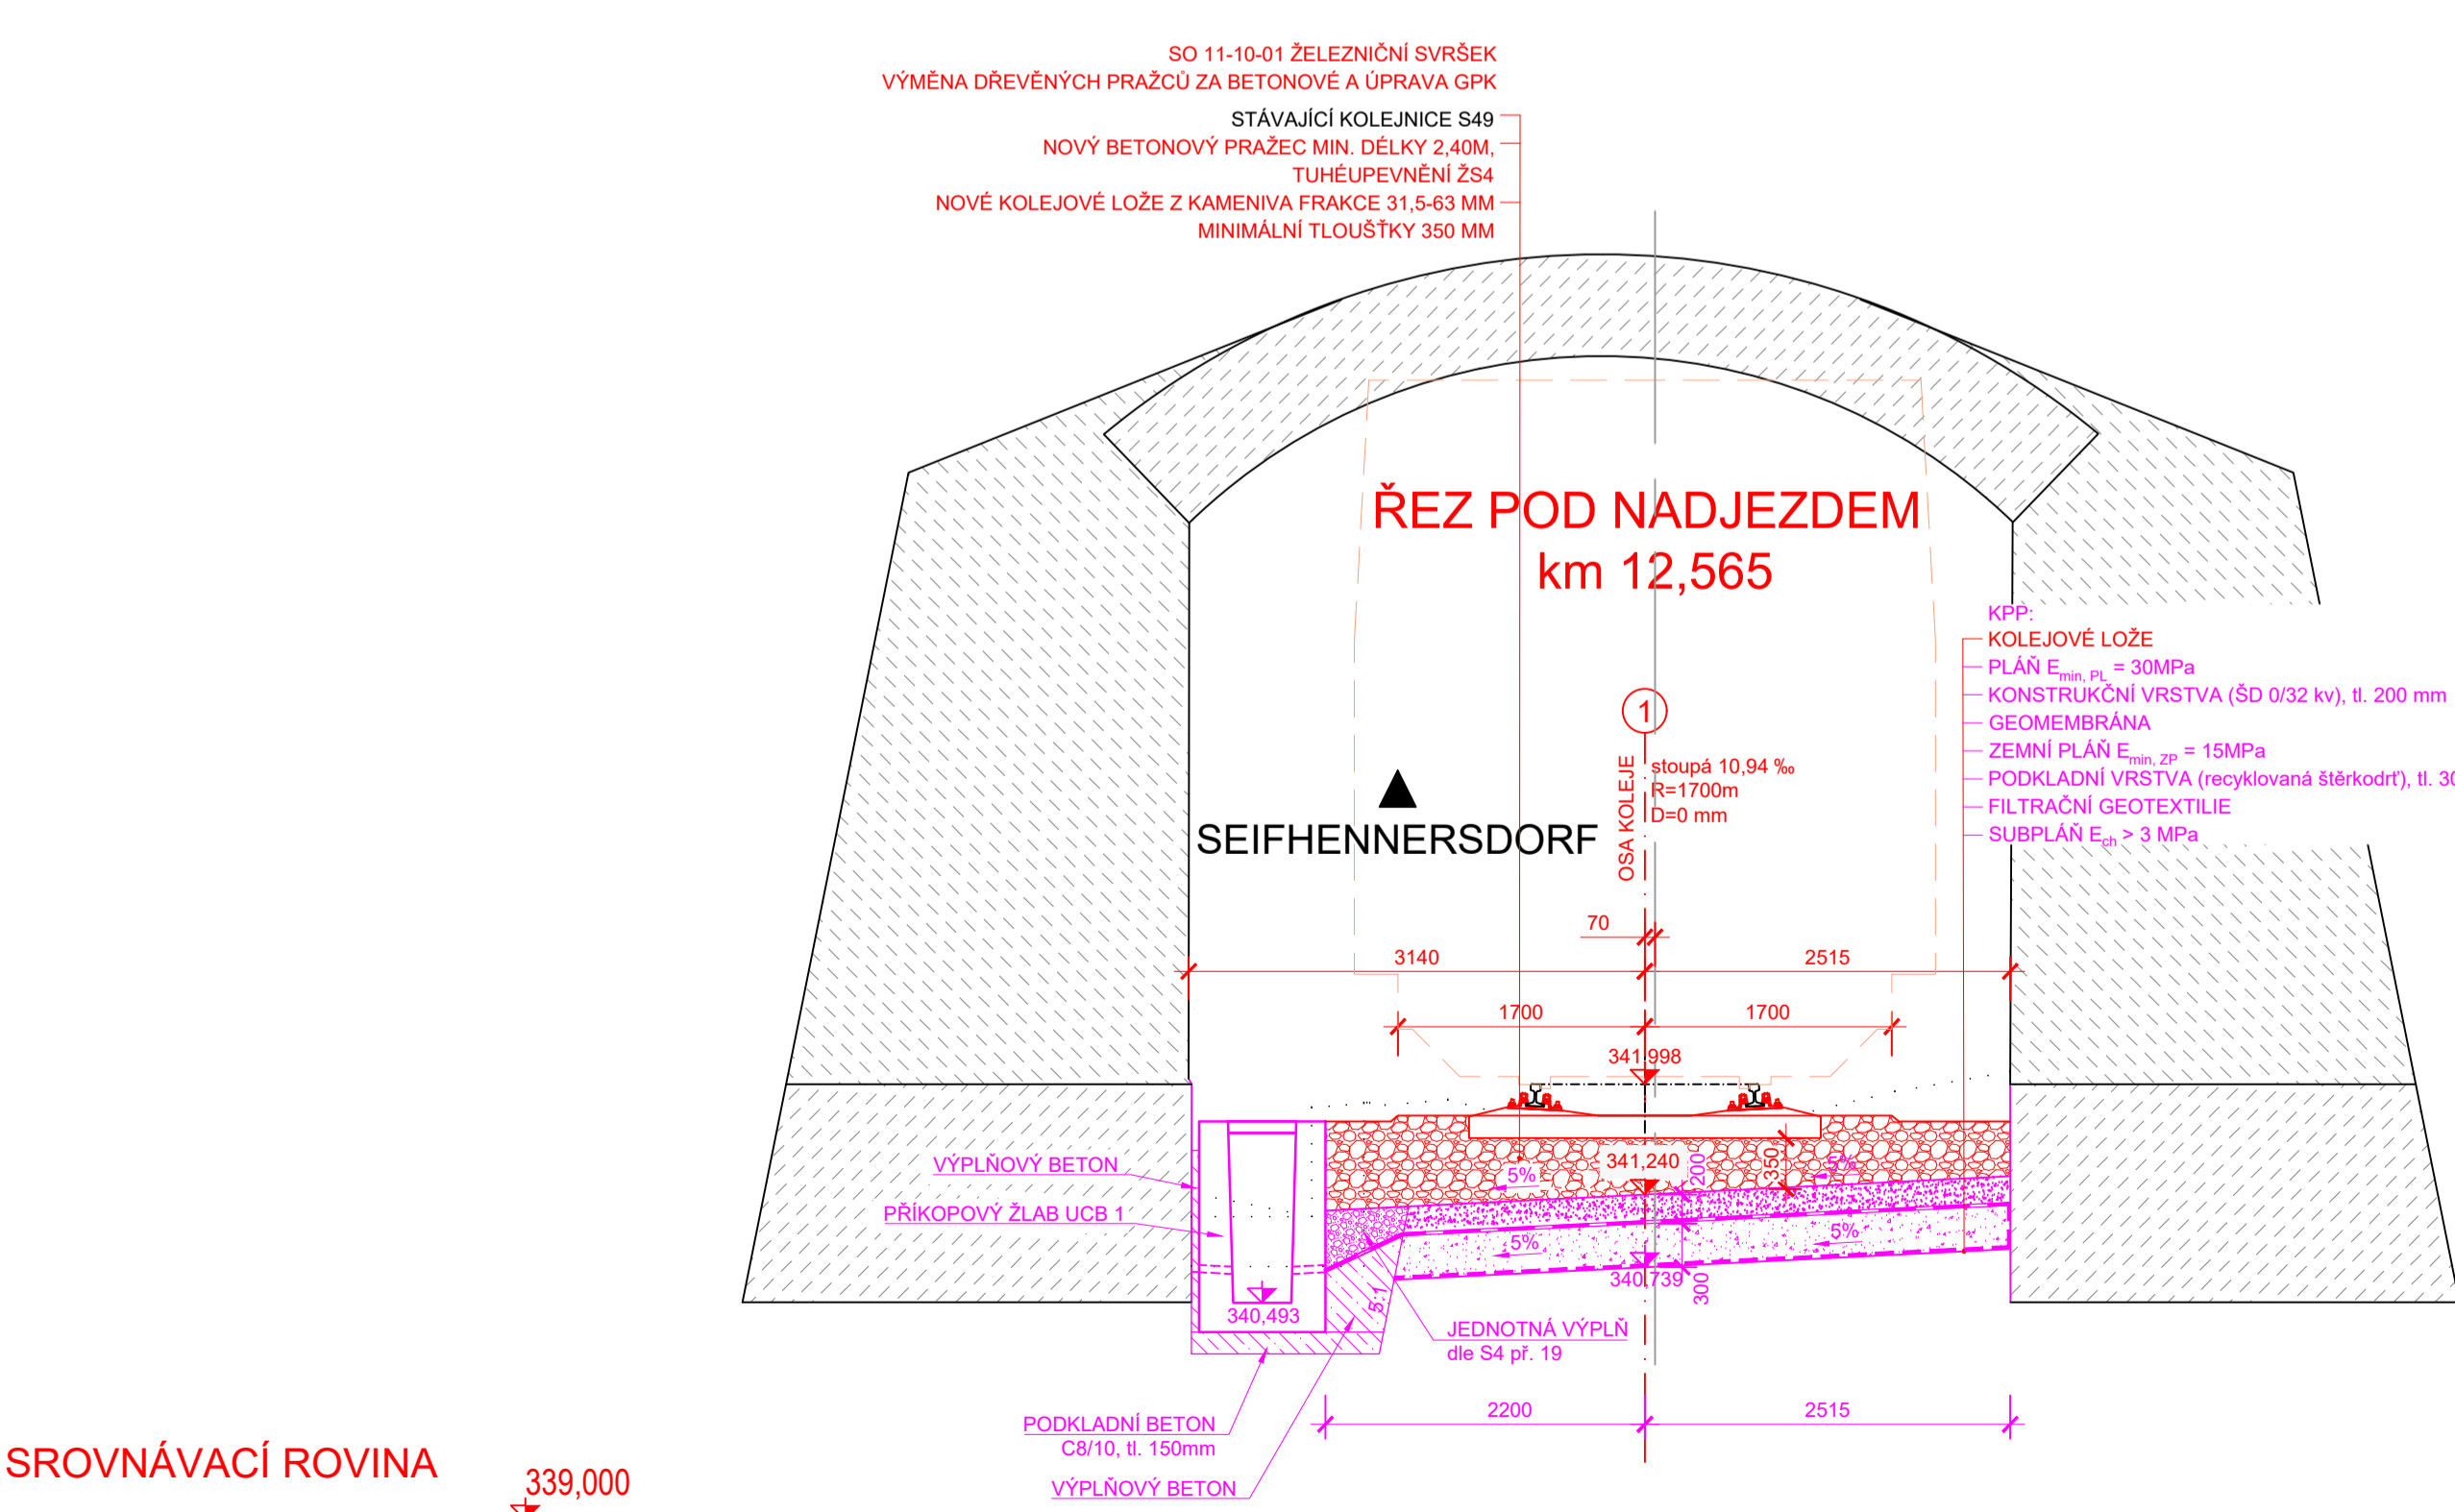 SO 11-10-01 ŽELEZNIČNÍ SVRŠEK
VÝMĚNA DŘEVĚNÝCH PRAŽCŮ ZA BETONOVÉ A ÚPRAVA GPK
STÁVAJÍCÍ KOLEJNICE S49
NOVÝ BETONOVÝ PRAŽEC MIN. DÉLKY 2,40M,
TUHÉUPEVNĚNÍ ŽS4
NOVÉ KOLEJOVÉ LOŽE Z KAMENIVA FRAKCE 31,5-63 MM
MINIMÁLNÍ TLOUŠŤKY 350 MM
ŘEZ POD NADJEZDEM
km 12,565
KPP:
KOLEJOVÉ LOŽE
PLÁŇ Emin, PL = 30MPa
KONSTRUKČNÍ VRSTVA (ŠD 0/32 kv), tl. 200 mm
GEOMEMBRÁNA
ZEMNÍ PLÁŇ Emin, ZP = 15MPa
PODKLADNÍ VRSTVA (recyklovaná štěrkodrť), tl.
FILTRAČNÍ GEOTEXTILIE
SUBPLÁŇ Ech > 3 MPa
1
OSA KOLEJE
stoupá 10,94 ‰
R=1700m
D=0 mm
SEIFHENNERSDORF
70
3140
2515
1700
1700
341,998
VÝPLŇOVÝ BETON
341,240
200
350
5%
5%
PŘÍKOPOVÝ ŽLAB UCB 1
5%
5%
340,739
300
340,493
5:1
JEDNOTNÁ VÝPLŇ
dle S4 př. 19
2200
2515
PODKLADNÍ BETON
C8/10, tl. 150mm
VÝPLŇOVÝ BETON
SROVNÁVACÍ ROVINA
339,000